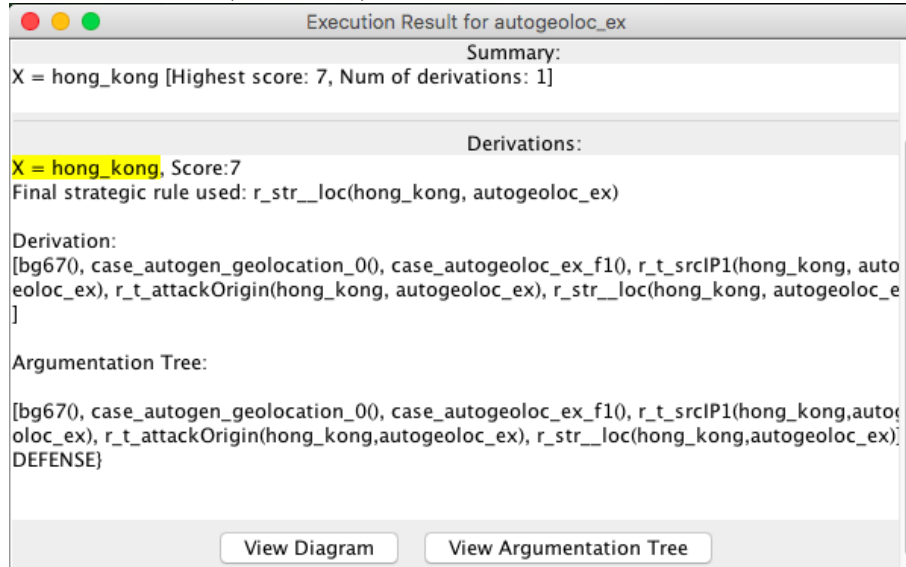 Execution Result for autogeoloc_ex
Summary:
X = hong_kong [Highest score: 7, Num of derivations: 1]
Derivations:
X = hong_kong, Score:7
Final strategic rule used: r_str__loc(hong_kong, autogeoloc_ex)
Derivation:
[bg67(), case_autogen_geolocation_0(), case_autogeoloc_ex_f1(), r_t_srcIP1(hong_kong, auto
eoloc_ex), r_t_attackOrigin(hong_kong, autogeoloc_ex), r_str__loc(hong_kong, autogeoloc_e
]
Argumentation Tree:
[bg67(), case_autogen_geolocation_0(), case_autogeoloc_ex_f1(), r_t_srcIP1(hong_kong,autog
oloc_ex), r_t_attackOrigin(hong_kong,autogeoloc_ex), r_str__loc(hong_kong,autogeoloc_ex)]
DEFENSE}
View Diagram
View Argumentation Tree